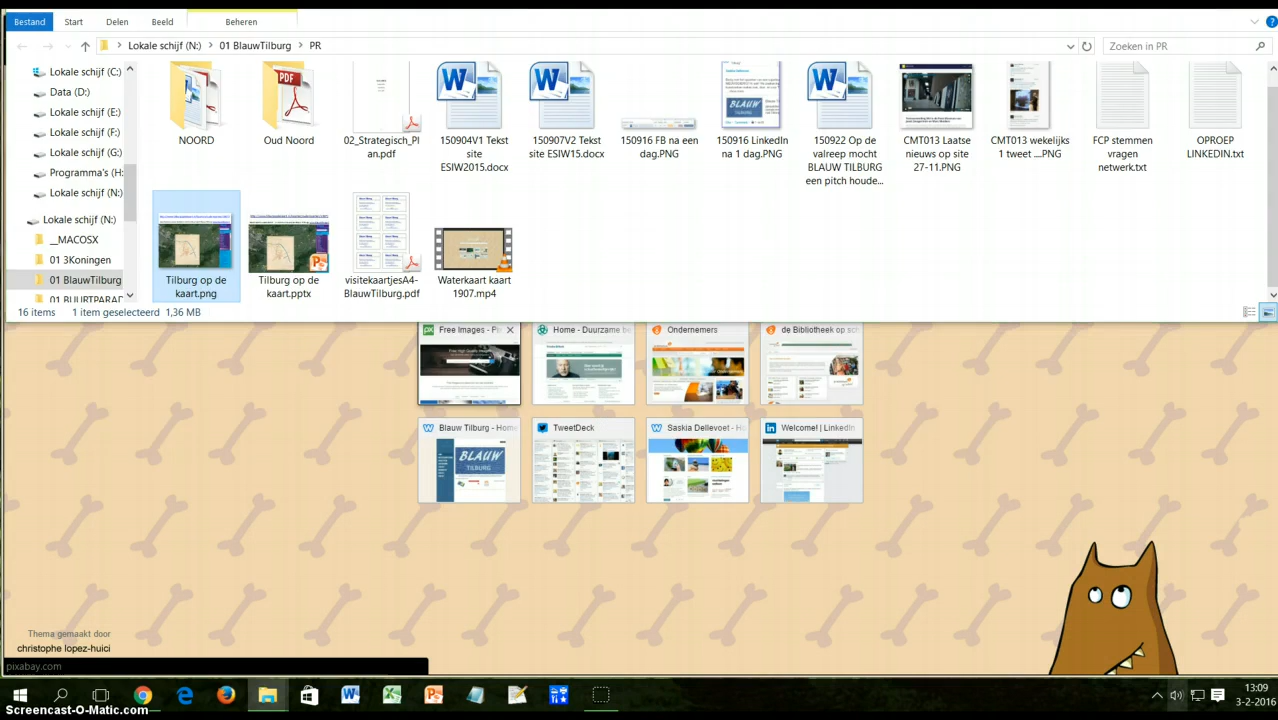 Bestand Start Delen Beeld Beheren
Lokale schijf (N:) 01 BlauwTilburg PR
Zoeken in PR
Lokale schijf (C:)
Data (D:)
Lokale schijf (E:)
Lokale schijf (F:)
Lokale schijf (G:)
Programma's (H:
Lokale schijf (N:)
Lokale schijf (N:)
__MACOSX
01 3Koningen
01 BlauwTilburg
01 BUURTPARAD
NOORD
Oud Noord
02_Strategisch_Pl
an.pdf
150904V1 Tekst
site
ESIW2015.docx
150907V2 Tekst
site ESIW15.docx
150916 FB na een
dag.PNG
150916 LinkedIn
na 1 dag.PNG
150922 Op de
valreep mocht
BLAUW TILBURG
een pitch houde...
CMT013 Laatse
nieuws op site
27-11.PNG
CMT013 wekelijks
1 tweet ....PNG
FCP stemmen
vragen
netwerk.txt
OPROEP
LINKEDIN.txt
Tilburg op de
kaart.png
Tilburg op de
kaart.pptx
visitekaartjesA4-
BlauwTilburg.pdf
Waterkaart kaart
1907.mp4
16 items 1 item geselecteerd 1,36 MB
Free Images - Pi
Home - Duurzame be
Ondernemers
de Bibliotheek op sch
Blauw Tilburg - Home
TweetDeck
Saskia Dellevoet - H
Welcome! | LinkedIn
BLAUW
TILBURG
Thema gemaakt door
christophe lopez-huici
pixabay.com
13:09
3-2-2016
Screencast-O-Matic.com